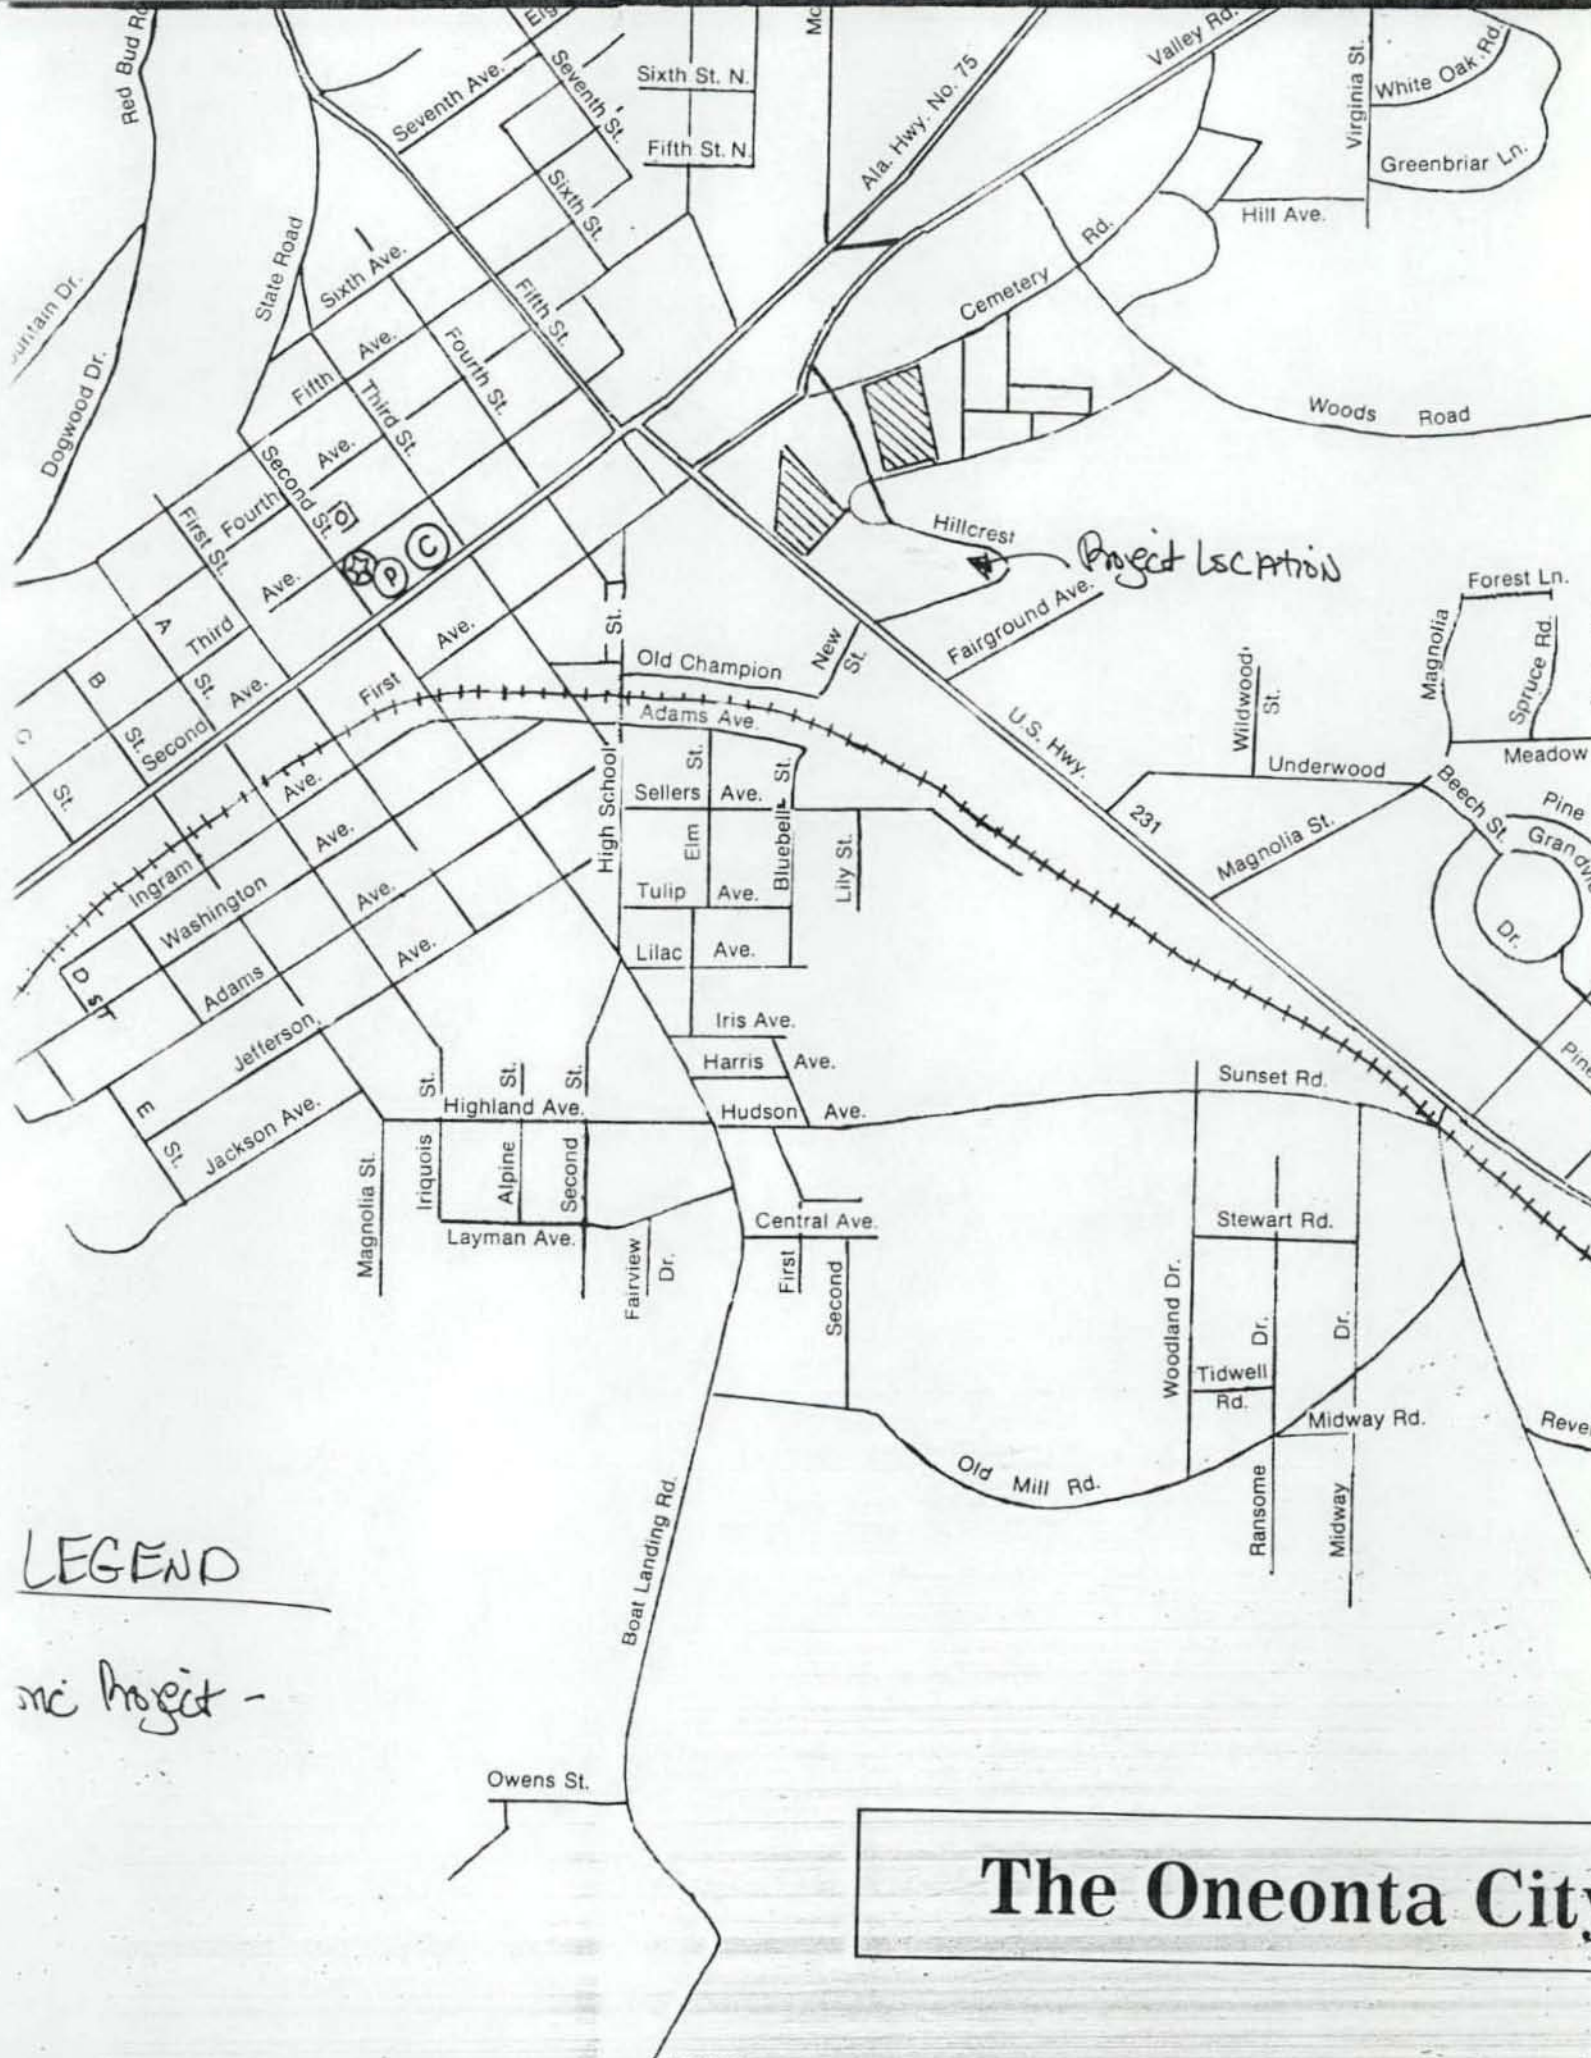 Red Bud Rd
Seventh Ave.
Seventh St.
Sixth St. N.
Fifth St. N.
Ala. Hwy. No. 75
Valley Rd.
Virginia St.
White Oak Rd.
Greenbriar Ln.
Hill Ave.
Sixth St.
State Road
Sixth Ave.
Fifth St.
Cemetery Rd.
Dogwood Dr.
Fifth Ave.
Fourth St.
Third St.
Woods Road
Second St.
Fourth Ave.
First St.
O
P
C
Hillcrest
Project Location
Fairground Ave.
Forest Ln.
Magnolia
Spruce Rd.
A St.
Third Ave.
Ave.
St.
Old Champion
New St.
B St.
Second Ave.
First
Adams Ave.
Wildwood St.
U.S. Hwy.
231
Underwood
Meadow
C St.
High School
St.
Sellers Ave.
Elm
Bluebell St.
Lily St.
Magnolia St.
Beech St.
Pine
Dr.
Ingram Ave.
Washington Ave.
Tulip Ave.
Lilac Ave.
D ST
Adams Ave.
Jefferson Ave.
Iris Ave.
Harris Ave.
Hudson Ave.
Sunset Rd.
Pine
E St.
Jackson Ave.
Highland Ave.
Magnolia St.
Iriquois St.
Alpine St.
Second St.
Layman Ave.
Fairview Dr.
Central Ave.
First
Second
Stewart Rd.
Woodland Dr.
Tidwell Rd.
Ransome Dr.
Midway Dr.
Midway Rd.
Old Mill Rd.
Boat Landing Rd.
LEGEND
Project -
Owens St.
The Oneonta City